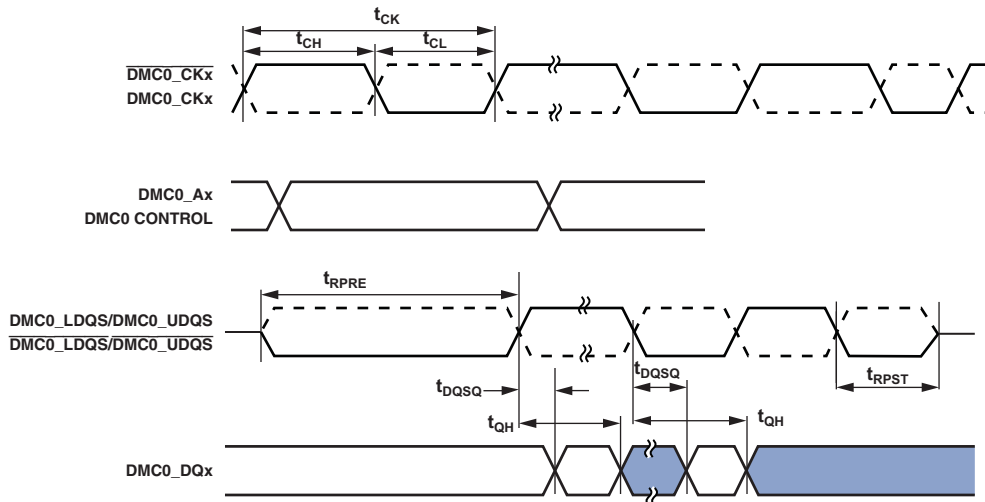 tCK
tCH
tCL
DMC0_CKx
DMC0_CKx
DMC0_Ax
DMC0 CONTROL
tRPRE
DMC0_LDQS/DMC0_UDQS
DMC0_LDQS/DMC0_UDQS
tDQSQ
tDQSQ
tRPST
tQH
tQH
DMC0_DQx